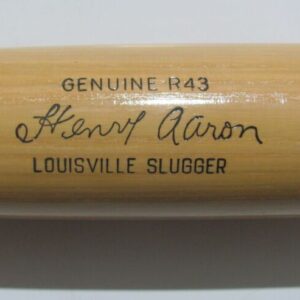 GENUINE R43
Henry Aaron
LOUISVILLE SLUGGER